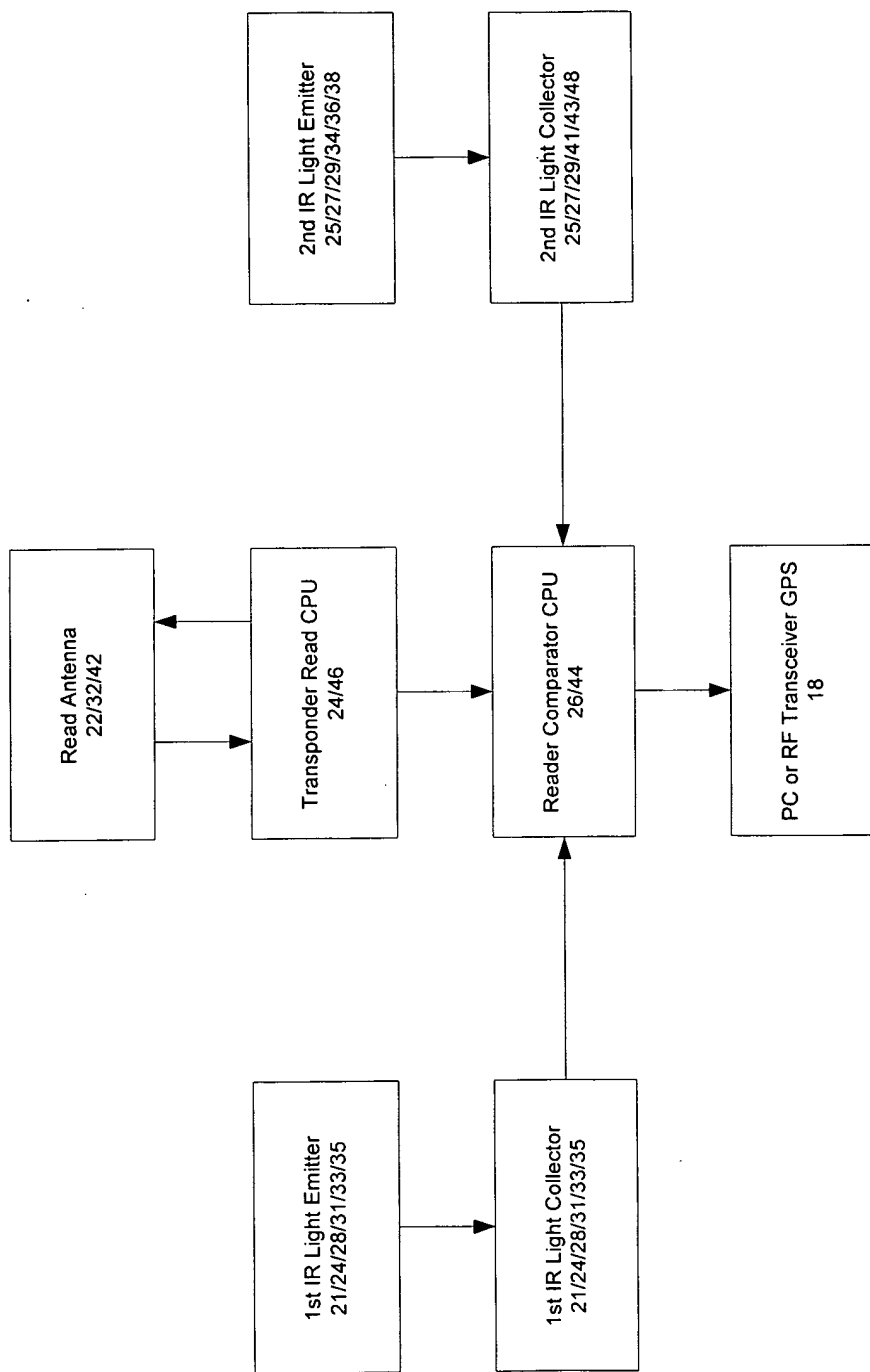 Read Antenna
22/32/42
Transponder Read CPU
24/46
Reader Comparator CPU
26/44
PC or RF Transceiver GPS
18
1st IR Light Emitter
21/24/28/31/33/35
1st IR Light Collector
21/24/28/31/33/35
2nd IR Light Emitter
25/27/29/34/36/38
2nd IR Light Collector
25/27/29/41/43/48